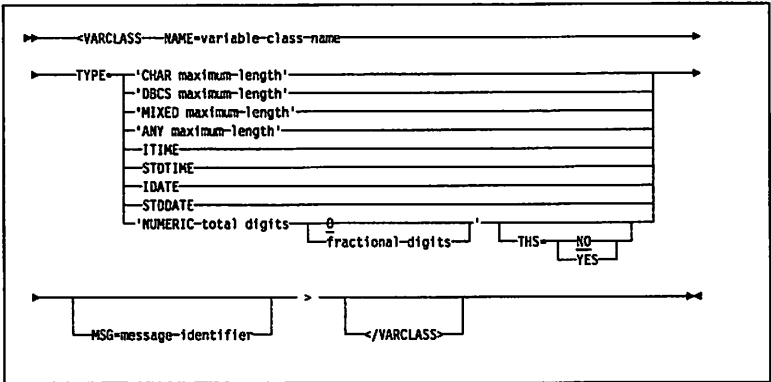 <VARCLASS NAME=variable-class-name
TYPE= 'CHAR maximum-length'
'DBCS maximum-length'
'MIXED maximum-length'
'ANY maximum-length'
ITIME
STDTIME
IDATE
STDDATE
'NUMERIC total digits 0 '
fractional-digits THS= NO
YES
MSG=message-identifier >
</VARCLASS>